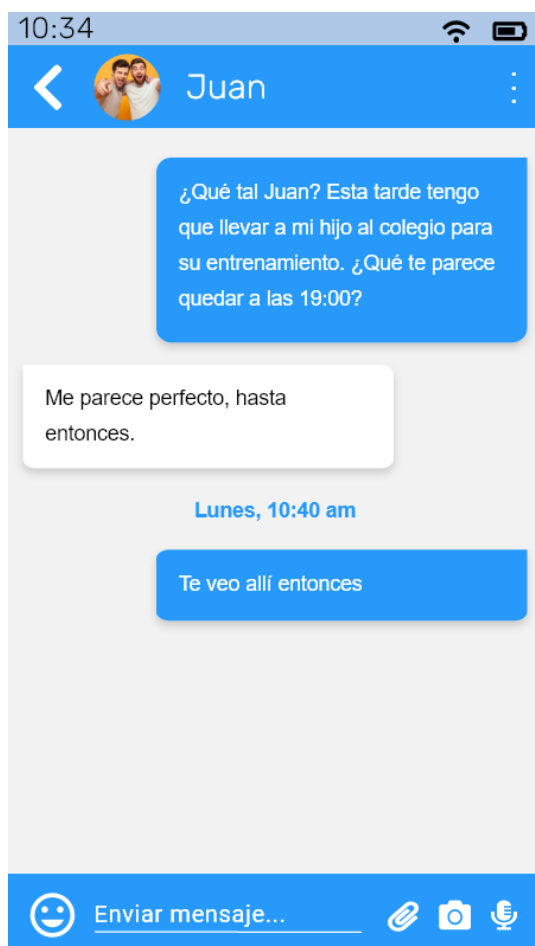 10:34
Juan
¿Qué tal Juan? Esta tarde tengo
que llevar a mi hijo al colegio para
su entrenamiento. ¿Qué te parece
quedar a las 19:00?
Me parece perfecto, hasta
entonces.
Lunes, 10:40 am
Te veo allí entonces
Enviar mensaje...